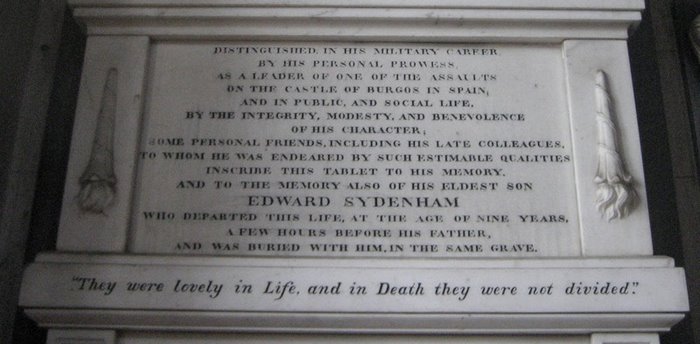 DISTINGUISHED, IN HIS MILITARY CAREER,
BY HIS PERSONAL PROWESS,
AS A LEADER OF ONE OF THE ASSAULTS
ON THE CASTLE OF BURGOS IN SPAIN;
AND IN PUBLIC, AND SOCIAL LIFE,
BY THE INTEGRITY, MODESTY, AND BENEVOLENCE
OF HIS CHARACTER;
SOME PERSONAL FRIENDS, INCLUDING HIS LATE COLLEAGUES,
TO WHOM HE WAS ENDEARED BY SUCH ESTIMABLE QUALITIES
INSCRIBE THIS TABLET TO HIS MEMORY,
AND TO THE MEMORY ALSO OF HIS ELDEST SON
EDWARD SYDENHAM
WHO DEPARTED THIS LIFE, AT THE AGE OF NINE YEARS,
A FEW HOURS BEFORE HIS FATHER,
AND WAS BURIED WITH HIM, IN THE SAME GRAVE.
"They were lovely in Life, and in Death they were not divided."